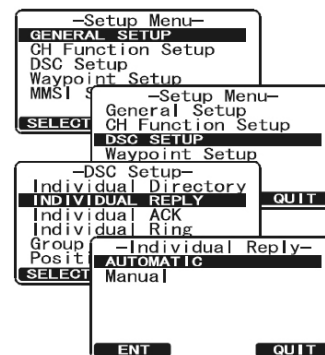 —Setup Menu—
GENERAL SETUP
CH Function Setup
DSC Setup
Waypoint Setup
MMSI
SELECT
—Setup Menu—
General Setup
CH Function Setup
DSC SETUP
Waypoint Setup
QUIT
—DSC Setup—
Individual Directory
INDIVIDUAL REPLY
Individual ACK
Individual Ring
Group
SELECT
—Individual Reply—
AUTOMATIC
Manual
ENT QUIT